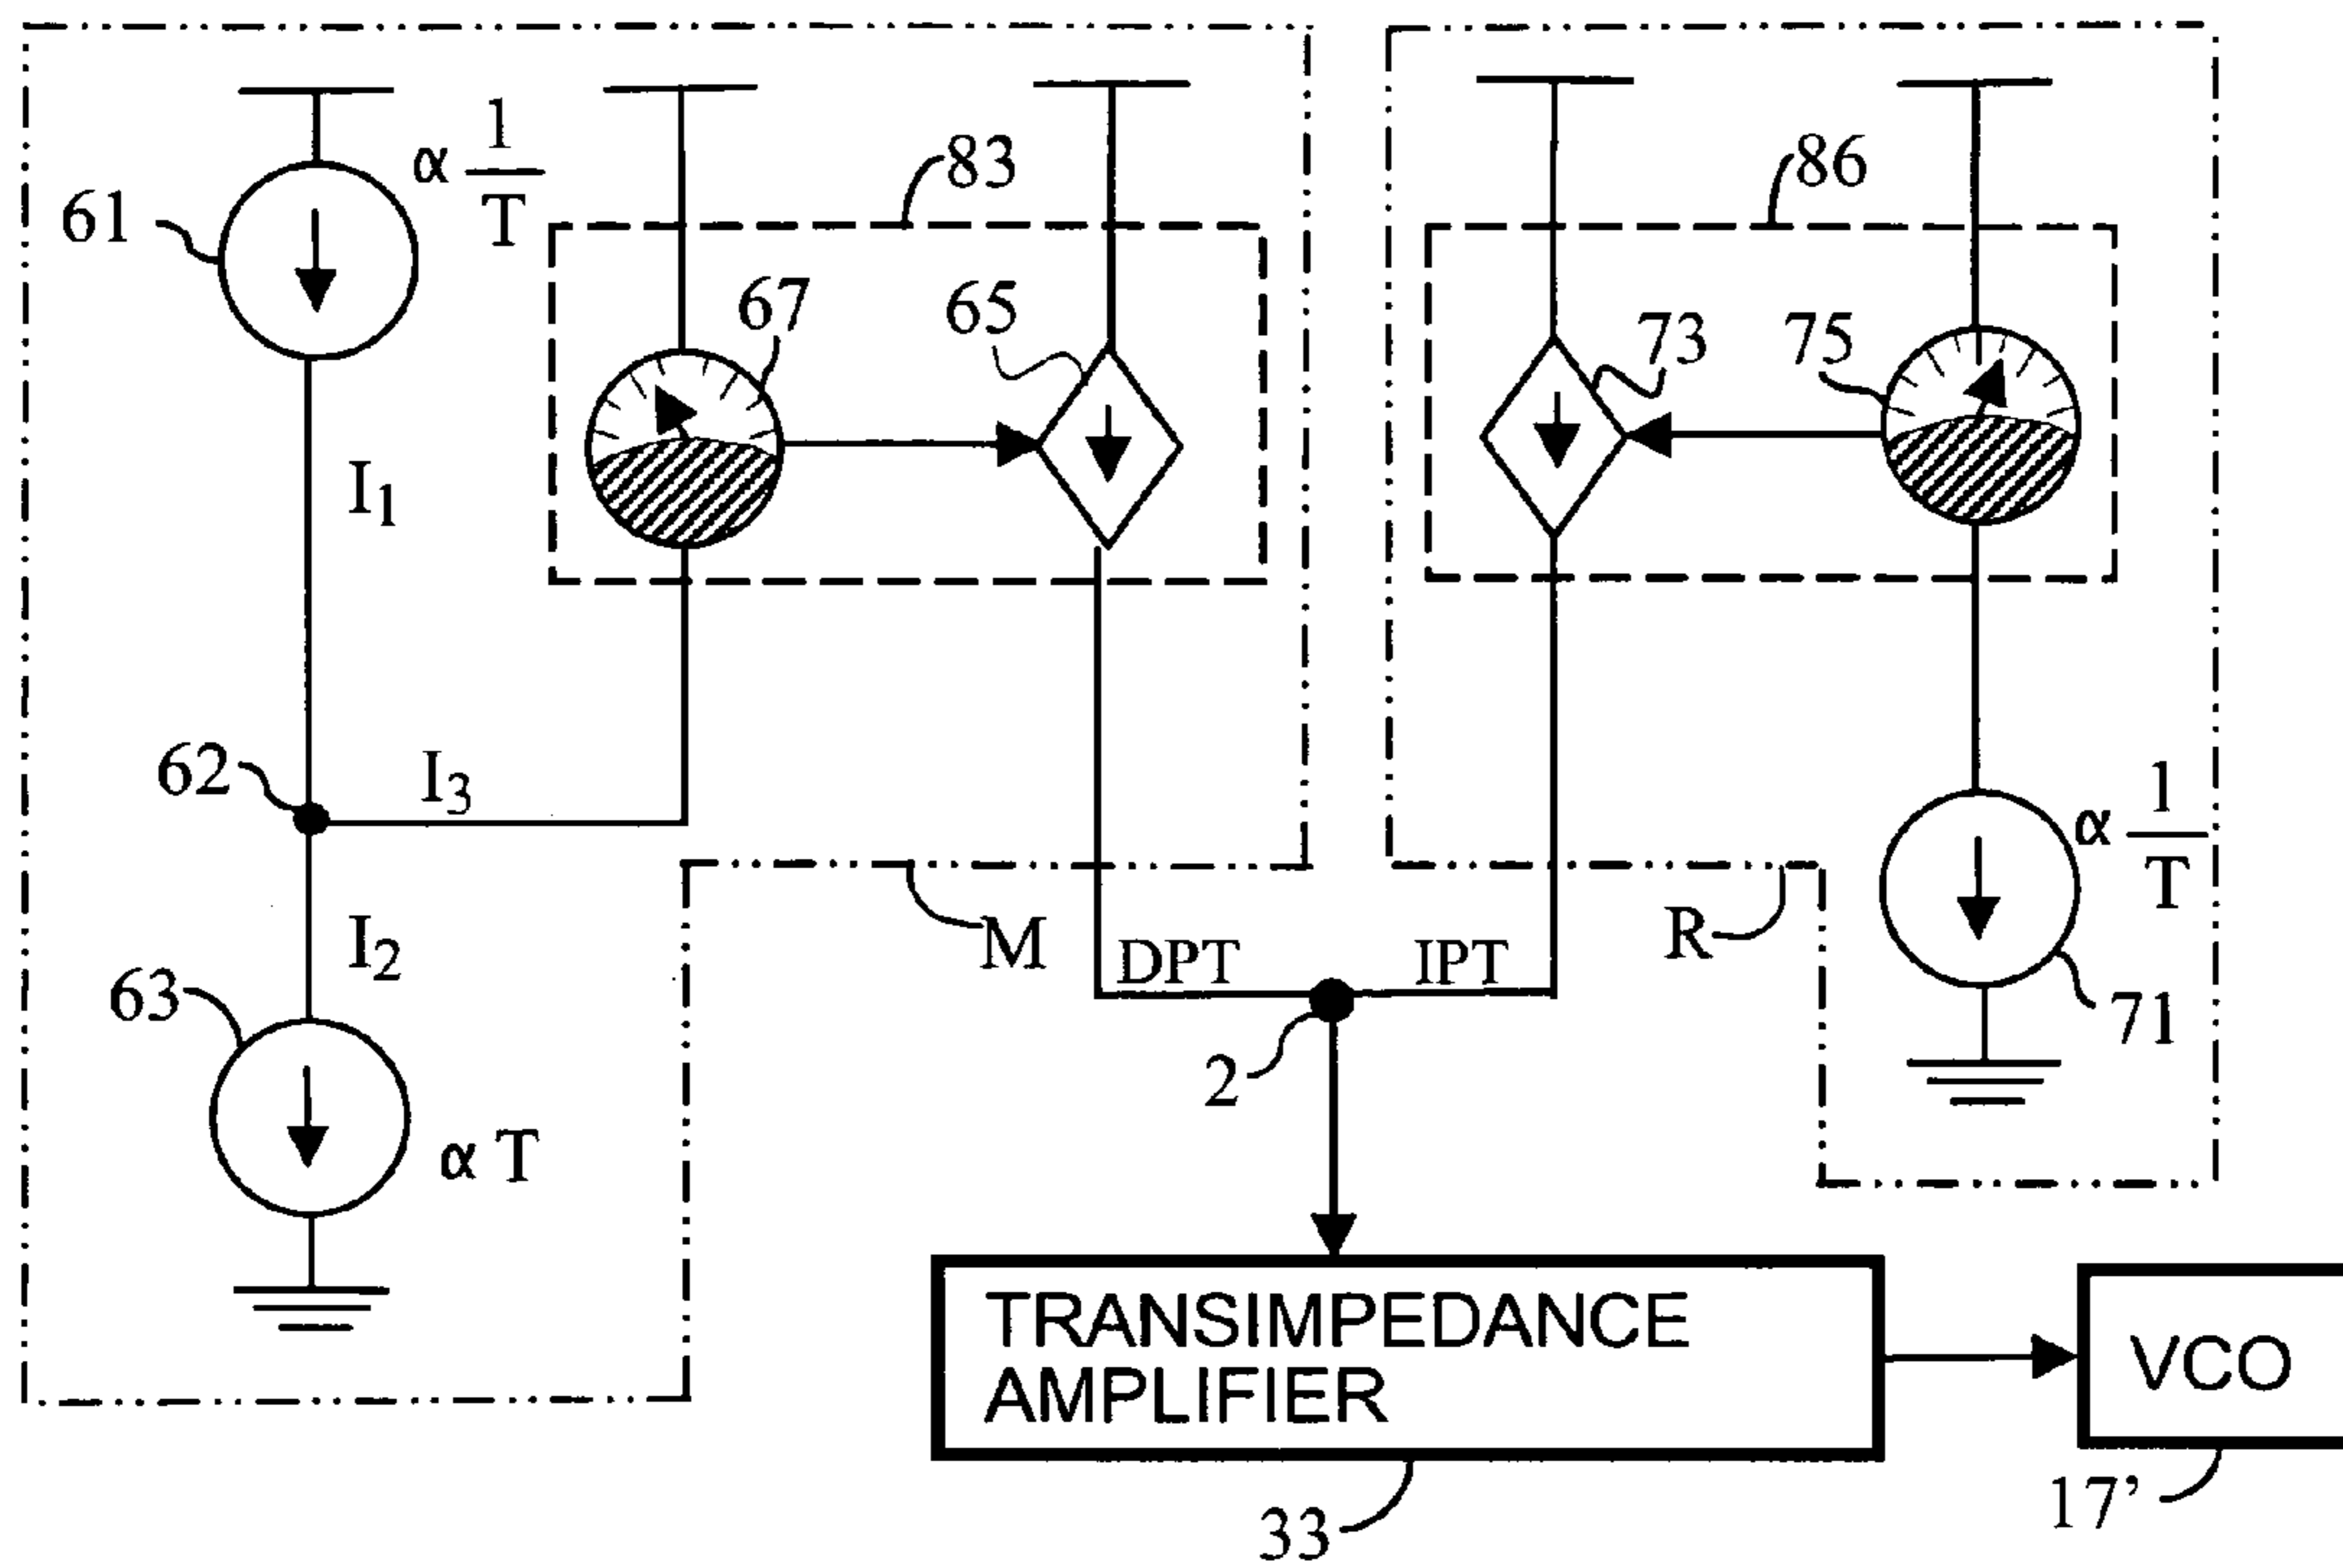 α 1/T
83
86
61
67
65
73
75
I₁
62
I₃
α 1/T
M
R
I₂
DPT
IPT
63
71
2
α T
TRANSIMPEDANCE
AMPLIFIER
VCO
33
17’